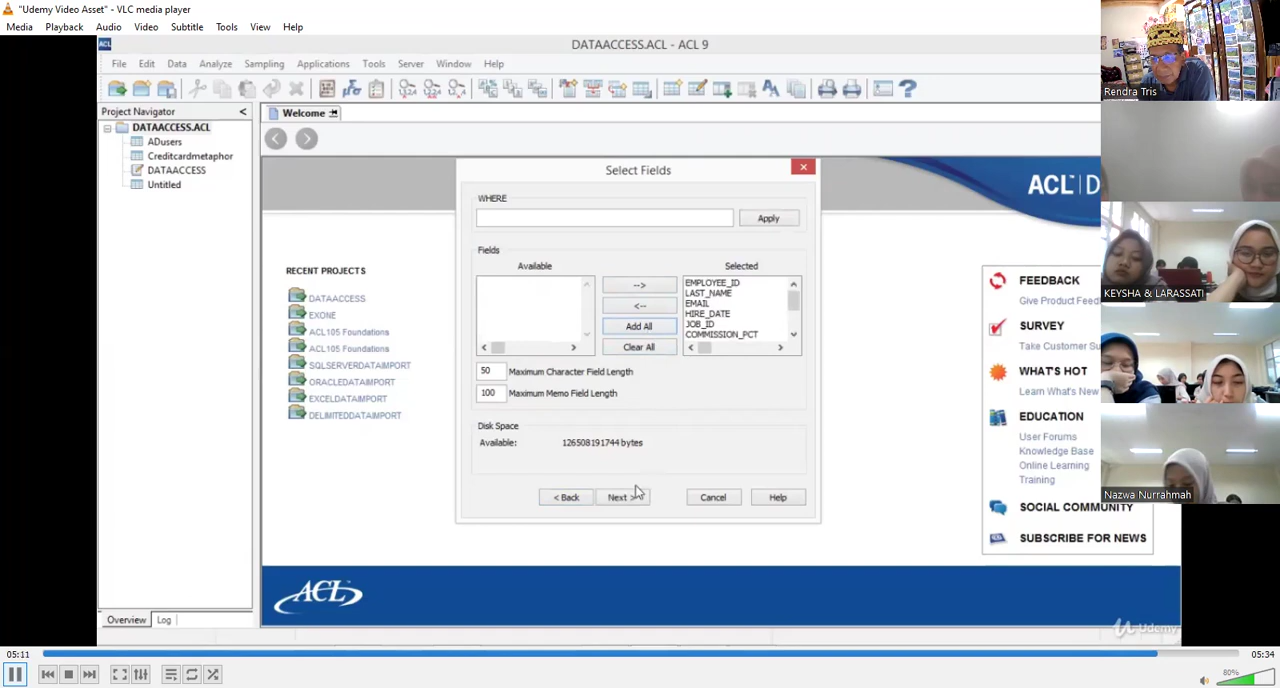 "Udemy Video Asset" - VLC media player
Media Playback Audio Video Subtitle Tools View Help
DATAACCESS.ACL - ACL 9
File Edit Data Analyze Sampling Applications Tools Server Window Help
Project Navigator <
DATAACCESS.ACL
ADusers
Creditcardmetaphor
DATAACCESS
Untitled
Overview Log
Welcome
ACL D
RECENT PROJECTS
DATAACCESS
EXONE
ACL105 Foundations
ACL105 Foundations
SQLSERVERDATAIMPORT
ORACLEDATAIMPORT
EXCELDATAIMPORT
DELIMITEDDATAIMPORT
Select Fields
WHERE
Apply
Fields
Available Selected
-->
<--
Add All
Clear All
EMPLOYEE_ID
LAST_NAME
EMAIL
HIRE_DATE
JOB_ID
COMMISSION_PCT
50 Maximum Character Field Length
100 Maximum Memo Field Length
Disk Space
Available: 126508191744 bytes
< Back Next > Cancel Help
FEEDBACK
Give Product Feed
SURVEY
Take Customer Su
WHAT'S HOT
Learn What's New
EDUCATION
User Forums
Knowledge Base
Online Learning
Training
SOCIAL COMMUNITY
SUBSCRIBE FOR NEWS
ACL
Udemy
Rendra Tris
KEYSHA & LARASSATI
Nazwa Nurrahmah
05:11 05:34
80%